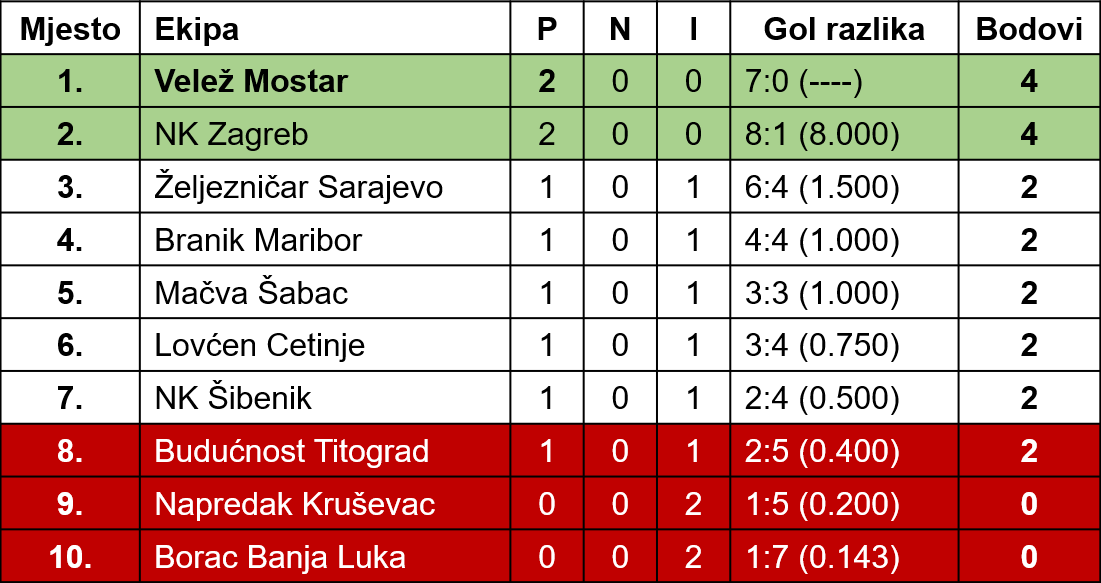 Mjesto Ekipa P N I Gol razlika Bodovi
1. Velež Mostar 2 0 0 7:0 (----) 4
2. NK Zagreb 2 0 0 8:1 (8.000) 4
3. Željezničar Sarajevo 1 0 1 6:4 (1.500) 2
4. Branik Maribor 1 0 1 4:4 (1.000) 2
5. Mačva Šabac 1 0 1 3:3 (1.000) 2
6. Lovćen Cetinje 1 0 1 3:4 (0.750) 2
7. NK Šibenik 1 0 1 2:4 (0.500) 2
8. Budućnost Titograd 1 0 1 2:5 (0.400) 2
9. Napredak Kruševac 0 0 2 1:5 (0.200) 0
10. Borac Banja Luka 0 0 2 1:7 (0.143) 0